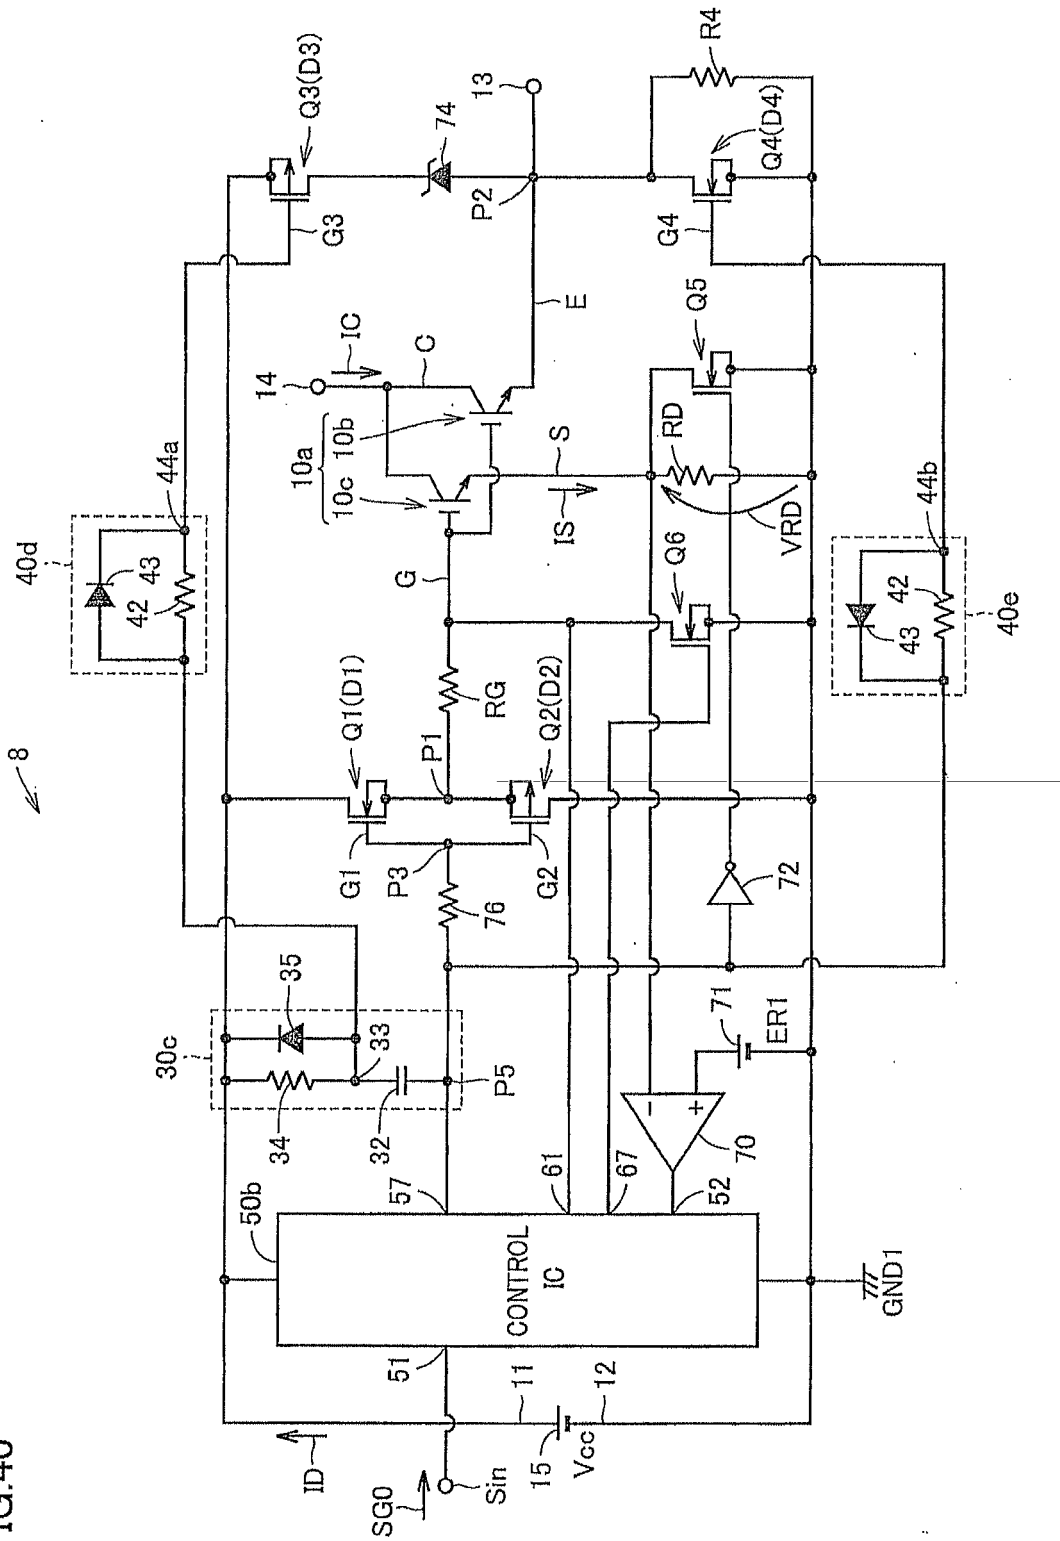 IG.40
8
40d
43
42
44a
40e
43
42
44b
30c
35
34
33
32
P5
50b
CONTROL
IC
51
57
61
67
52
11
12
15
Vcc
ID
SG0
Sin
GND1
70
71
ER1
72
76
P3
G1
G2
Q1(D1)
Q2(D2)
P1
RG
G
10a
10c
10b
14
IC
C
E
S
IS
Q6
RD
VRD
Q5
Q3(D3)
G3
74
P2
13
G4
Q4(D4)
R4